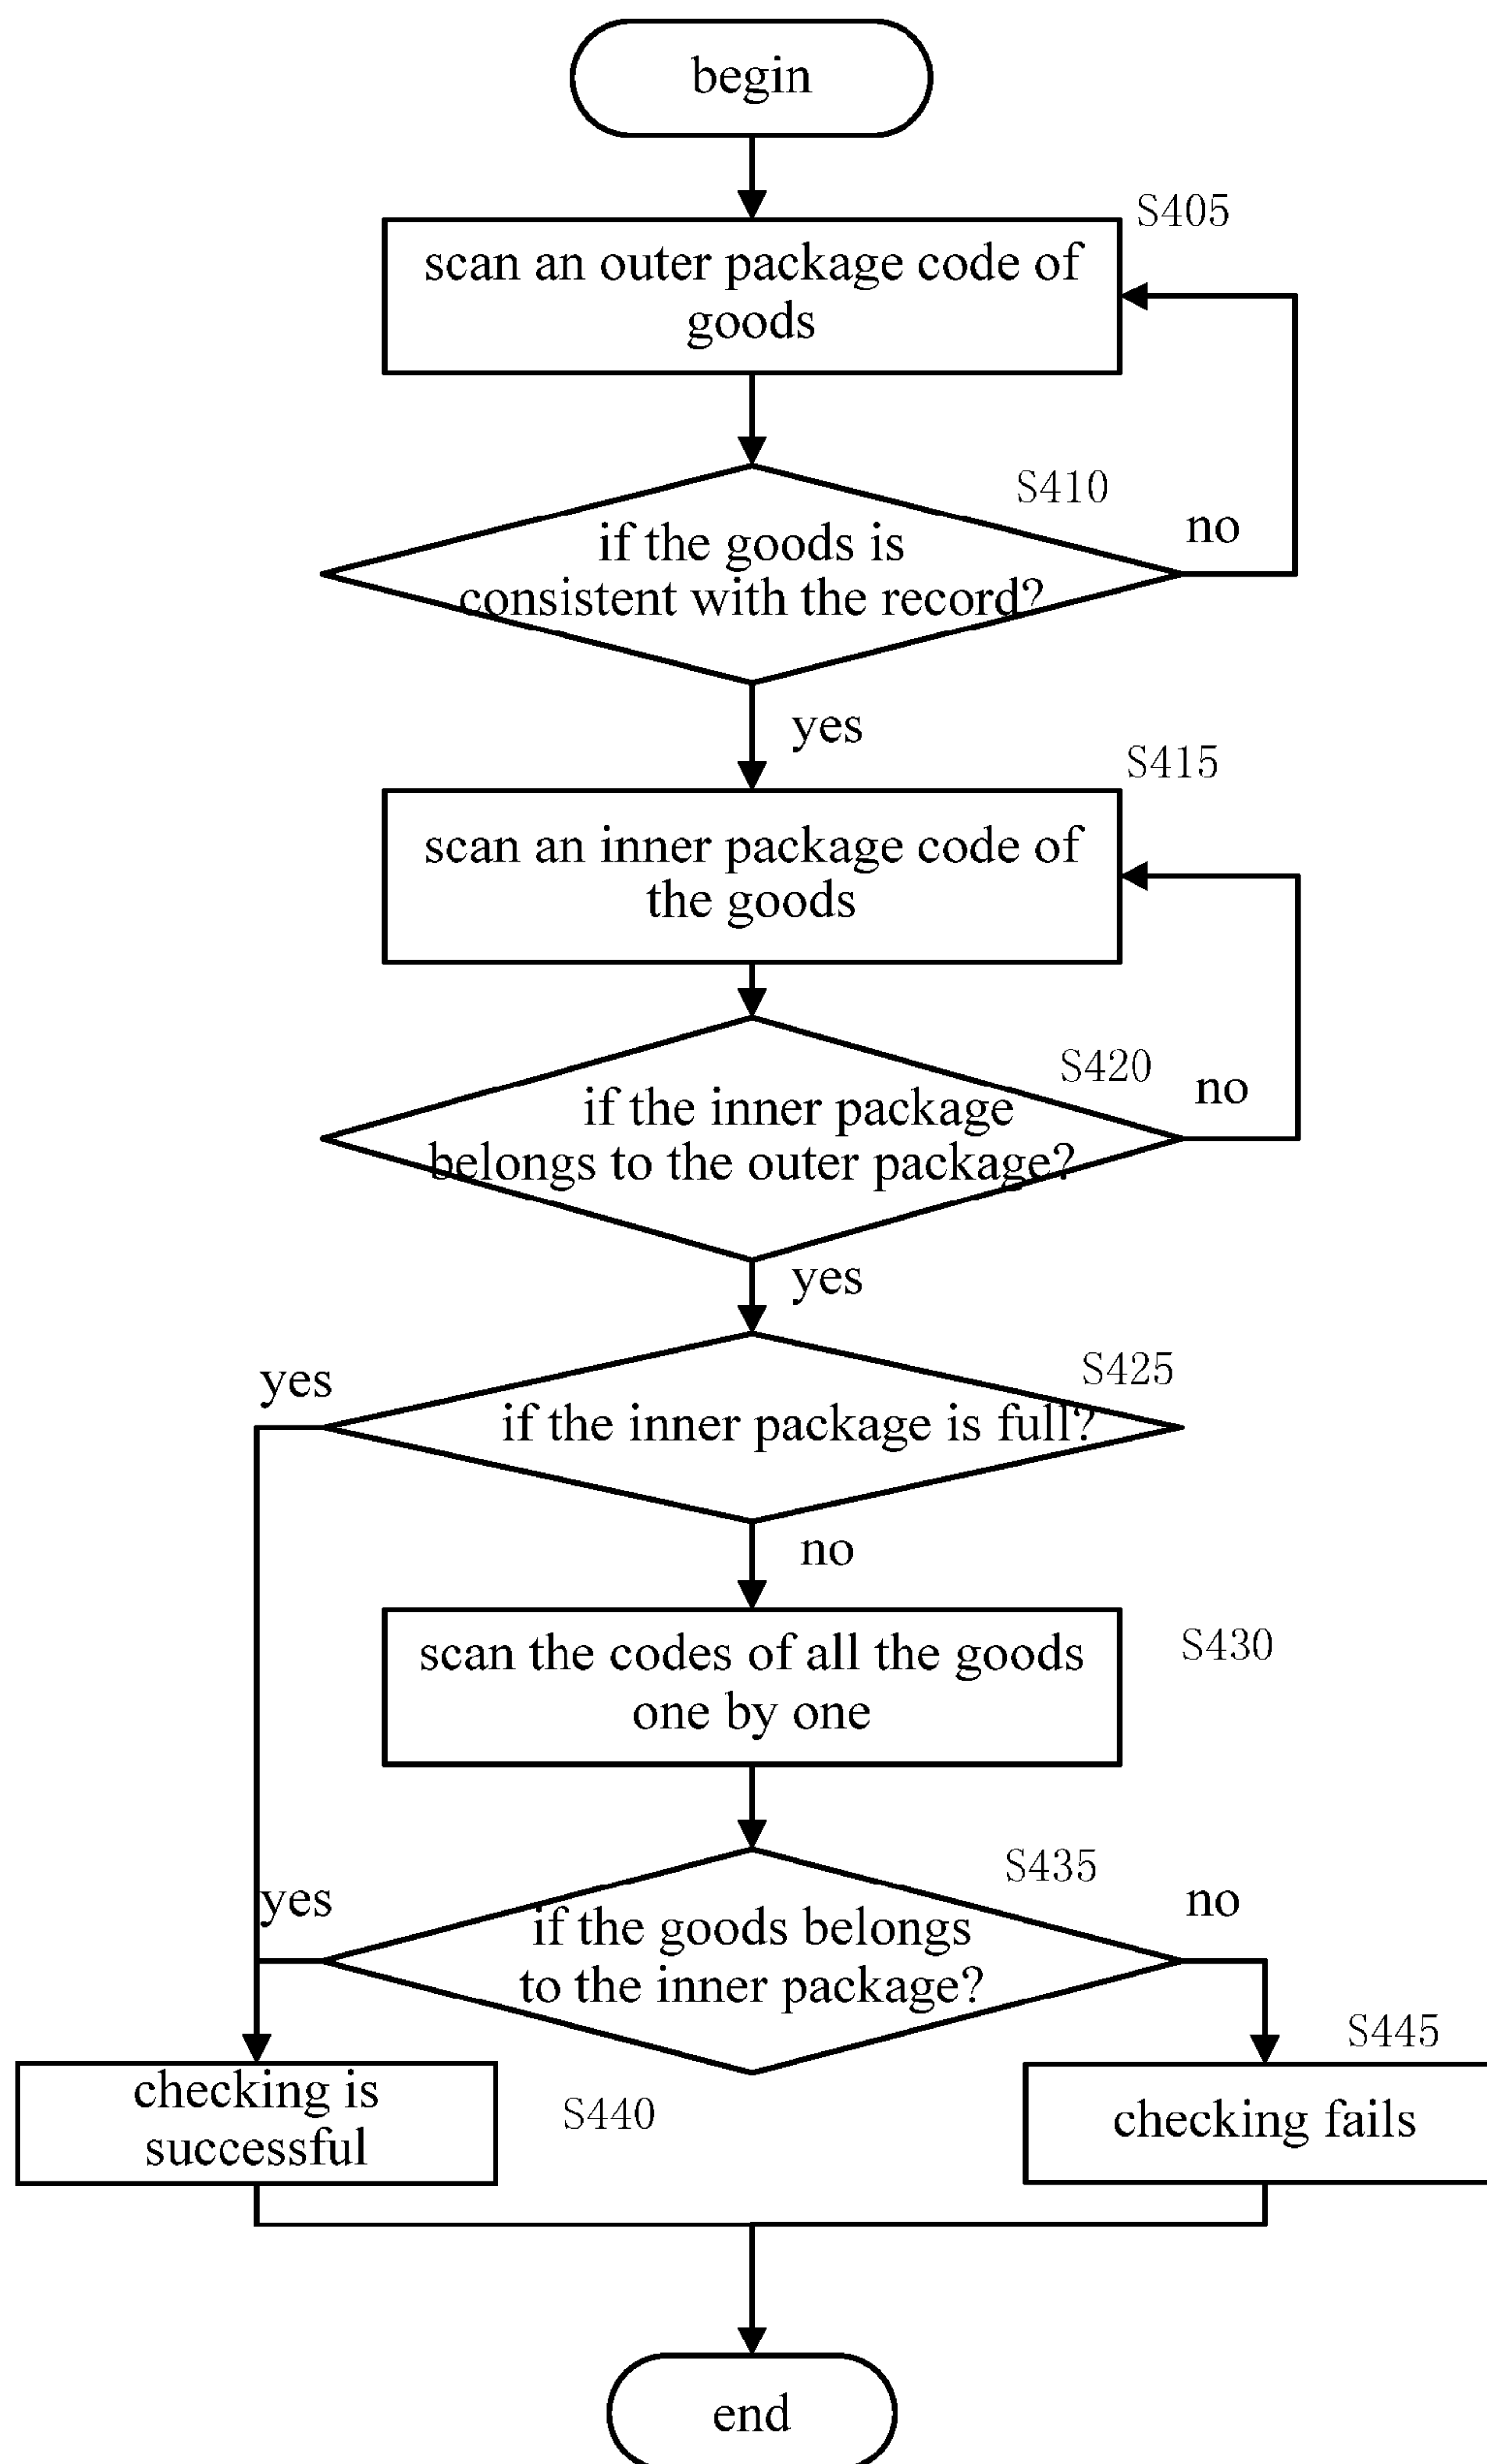 begin
S405
scan an outer package code of
goods
S410
no
if the goods is
consistent with the record?
yes
S415
scan an inner package code of
the goods
S420
no
if the inner package
belongs to the outer package?
yes
yes
S425
if the inner package is full?
no
scan the codes of all the goods
S430
one by one
S435
yes
no
if the goods belongs
to the inner package?
S445
checking is
successful
S440
checking fails
end